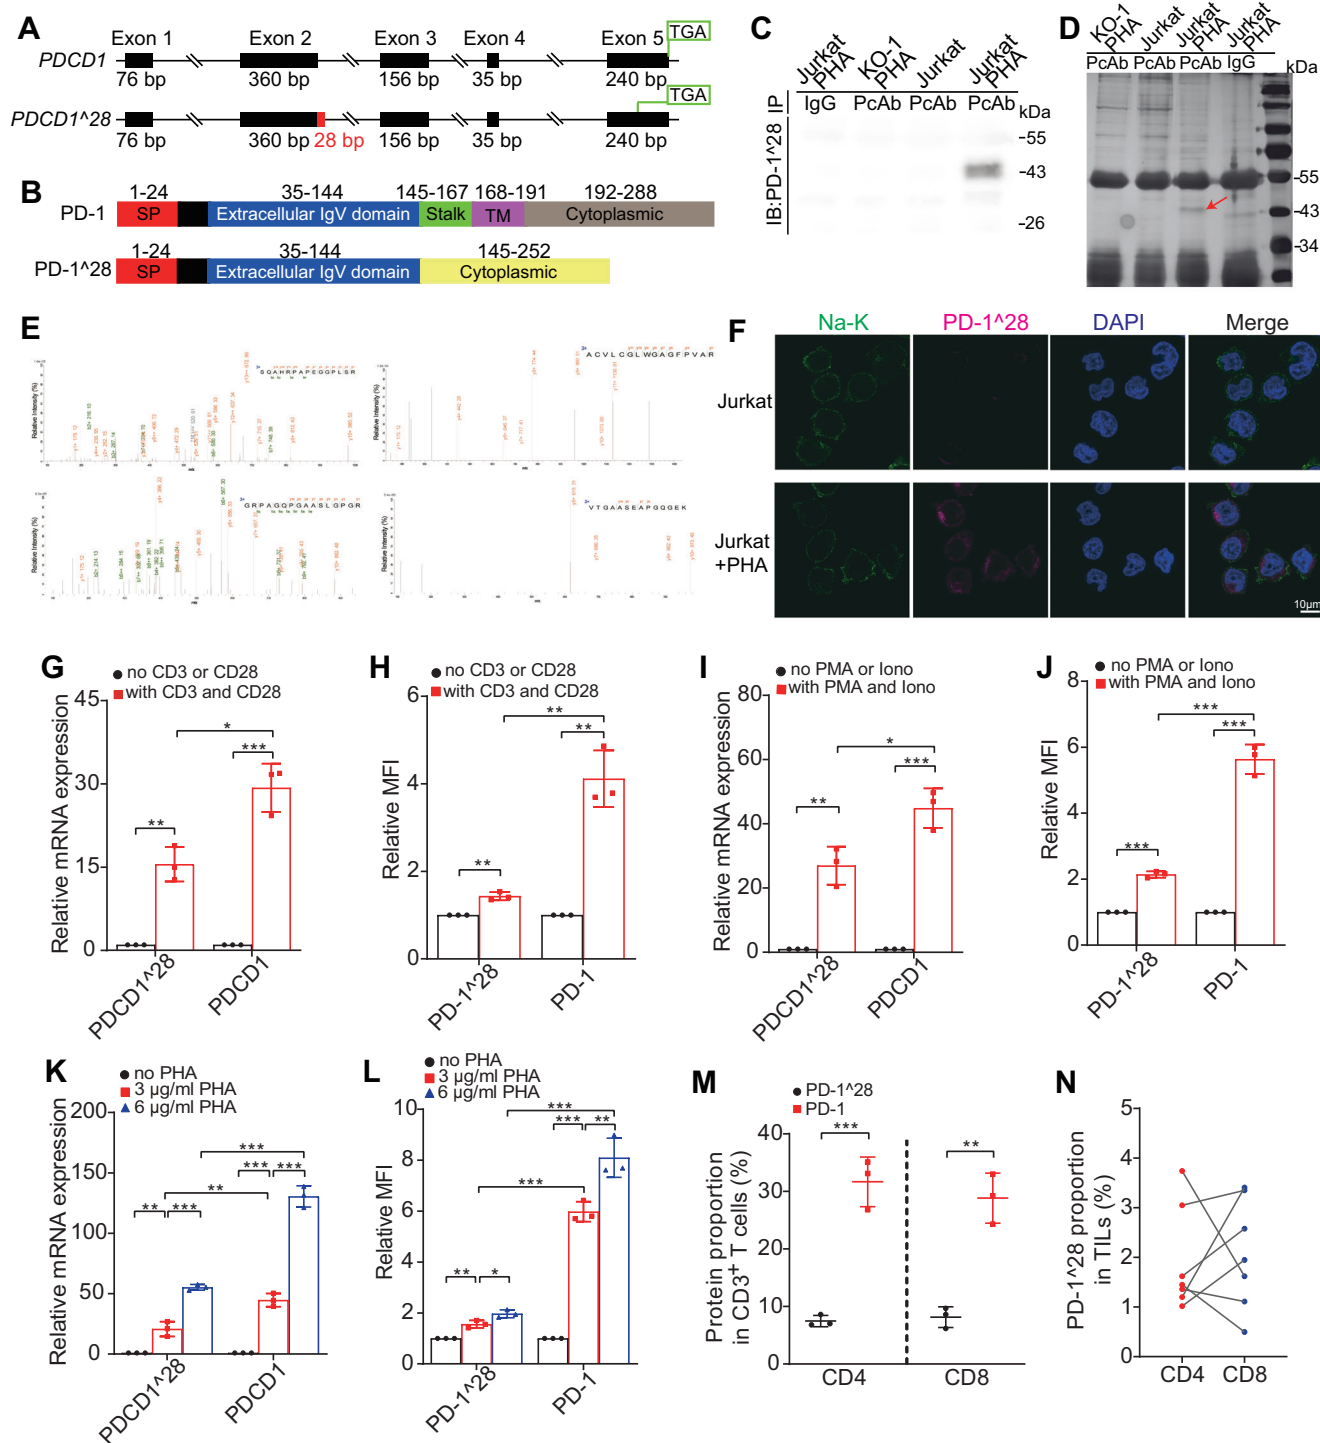 A
Exon 1 Exon 2 Exon 3 Exon 4 Exon 5 TGA
PDCD1
76 bp 360 bp 156 bp 35 bp 240 bp
TGA
PDCD1^28
76 bp 360 bp 28 bp 156 bp 35 bp 240 bp
B
1-24 35-144 145-167 168-191 192-288
PD-1 SP Extracellular IgV domain Stalk TM Cytoplasmic
1-24 35-144 145-252
PD-1^28 SP Extracellular IgV domain Cytoplasmic
C
Jurkat PHA KO-1 PHA Jurkat Jurkat PHA
IgG PcAb PcAb PcAb IP
kDa
IB:PD-1^28
-55
-43
-26
D
KO-1 PHA Jurkat Jurkat PHA Jurkat PHA
PcAb PcAb PcAb IgG
kDa
-55
-43
-34
E
SQAHRPAPEGGPLSR
ACVLCGLWGAGFPVAR
GRPAGQPGAASLGPGR
VTGAASEAPGQGEK
Relative Intensity (%)
Relative Intensity (%)
Relative Intensity (%)
Relative Intensity (%)
F
Na-K PD-1^28 DAPI Merge
Jurkat
Jurkat
+PHA
10μm
G
no CD3 or CD28
with CD3 and CD28
Relative mRNA expression
45
30
15
0
* *** **
PDCD1^28 PDCD1
H
no CD3 or CD28
with CD3 and CD28
Relative MFI
6
4
2
0
** ** **
PD-1^28 PD-1
I
no PMA or Iono
with PMA and Iono
Relative mRNA expression
80
60
40
20
0
* *** **
PDCD1^28 PDCD1
J
no PMA or Iono
with PMA and Iono
Relative MFI
8
6
4
2
0
*** *** ***
PD-1^28 PD-1
K
no PHA
3 μg/ml PHA
6 μg/ml PHA
Relative mRNA expression
200
150
100
50
0
*** *** *** ** ** ***
PDCD1^28 PDCD1
L
no PHA
3 μg/ml PHA
6 μg/ml PHA
Relative MFI
10
8
6
4
2
0
*** *** ** *** ** *
PD-1^28 PD-1
M
PD-1^28
PD-1
Protein proportion
in CD3+ T cells (%)
40
30
20
10
0
*** **
CD4 CD8
N
PD-1^28 proportion
in TILs (%)
5
4
3
2
1
0
CD4 CD8